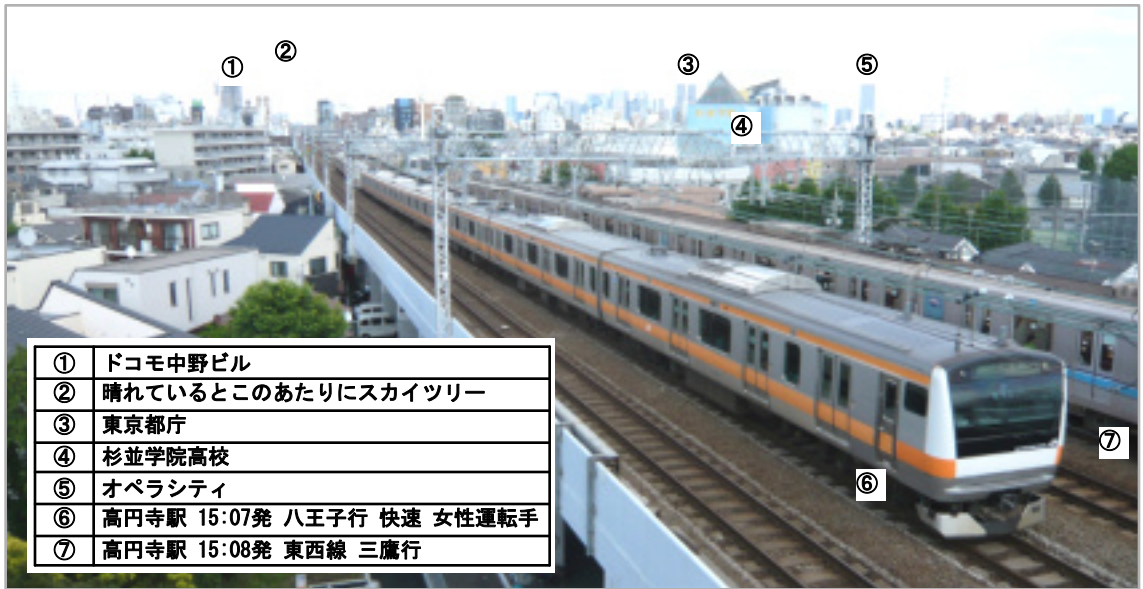 ① ②
③ ⑤
④
① ドコモ中野ビル
② 晴れているとこのあたりにスカイツリー
③ 東京都庁
④ 杉並学院高校
⑤ オペラシティ
⑥ 高円寺駅 15:07発 八王子行 快速 女性運転手
⑦ 高円寺駅 15:08発 東西線 三鷹行
⑦
⑥